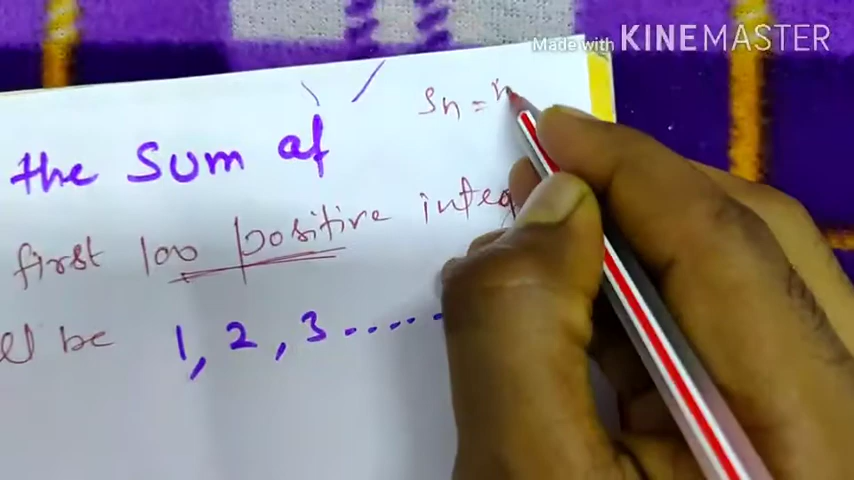 Made with KINEMASTER
Sn = n
the Sum of
first 100 positive integ
be 1, 2, 3 ......